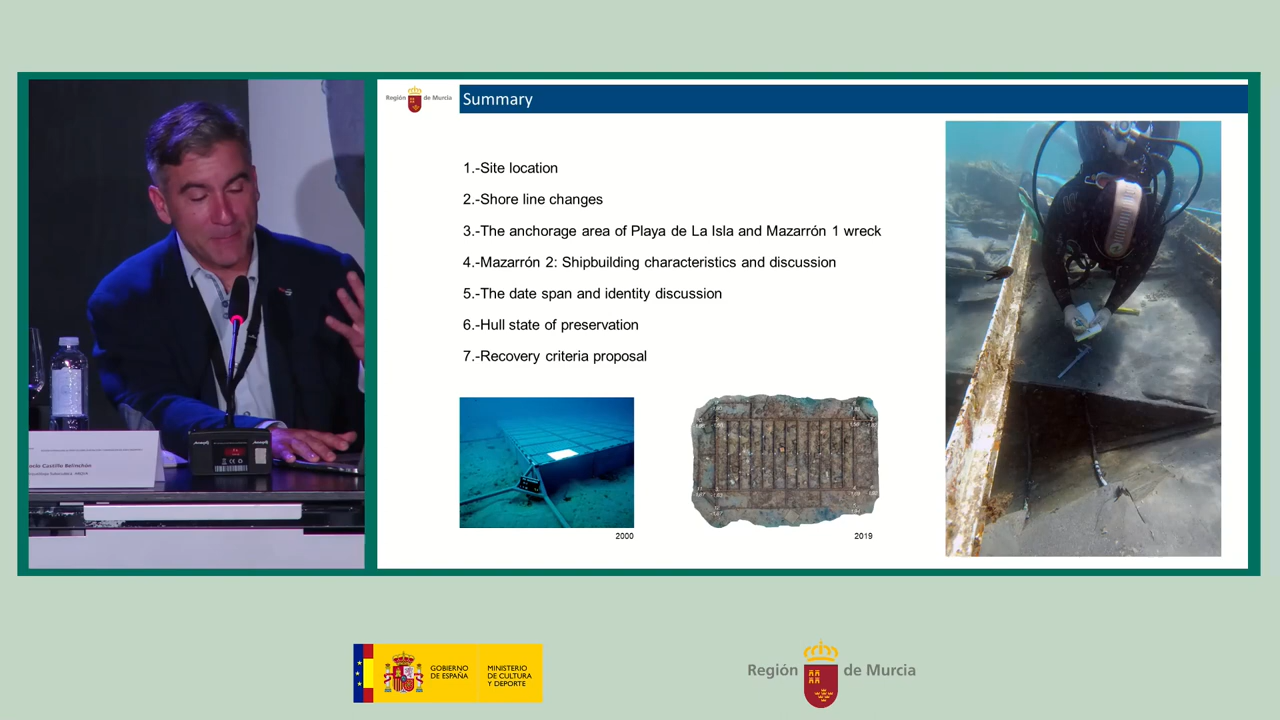 Región de Murcia
Summary
1.-Site location
2.-Shore line changes
3.-The anchorage area of Playa de La Isla and Mazarrón 1 wreck
4.-Mazarrón 2: Shipbuilding characteristics and discussion
5.-The date span and identity discussion
6.-Hull state of preservation
7.-Recovery criteria proposal
2000
2019
Castillo Belinchón
GOBIERNO
DE ESPAÑA
MINISTERIO
DE CULTURA
Y DEPORTE
Región de Murcia